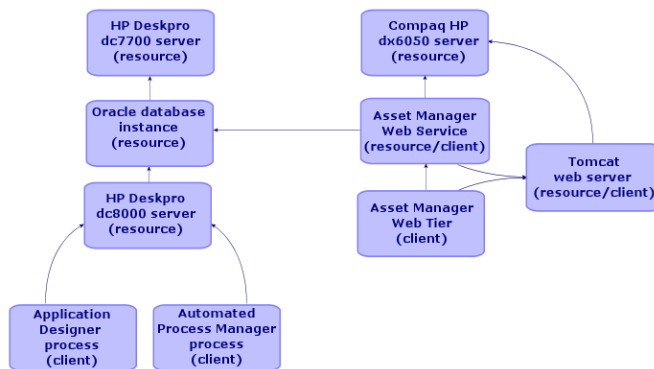 HP Deskpro
dc7700 server
(resource)
Compaq HP
dx6050 server
(resource)
Oracle database
instance
(resource)
Asset Manager
Web Service
(resource/client)
Tomcat
web server
(resource/client)
HP Deskpro
dc8000 server
(resource)
Asset Manager
Web Tier
(client)
Application
Designer
process
(client)
Automated
Process Manager
process
(client)